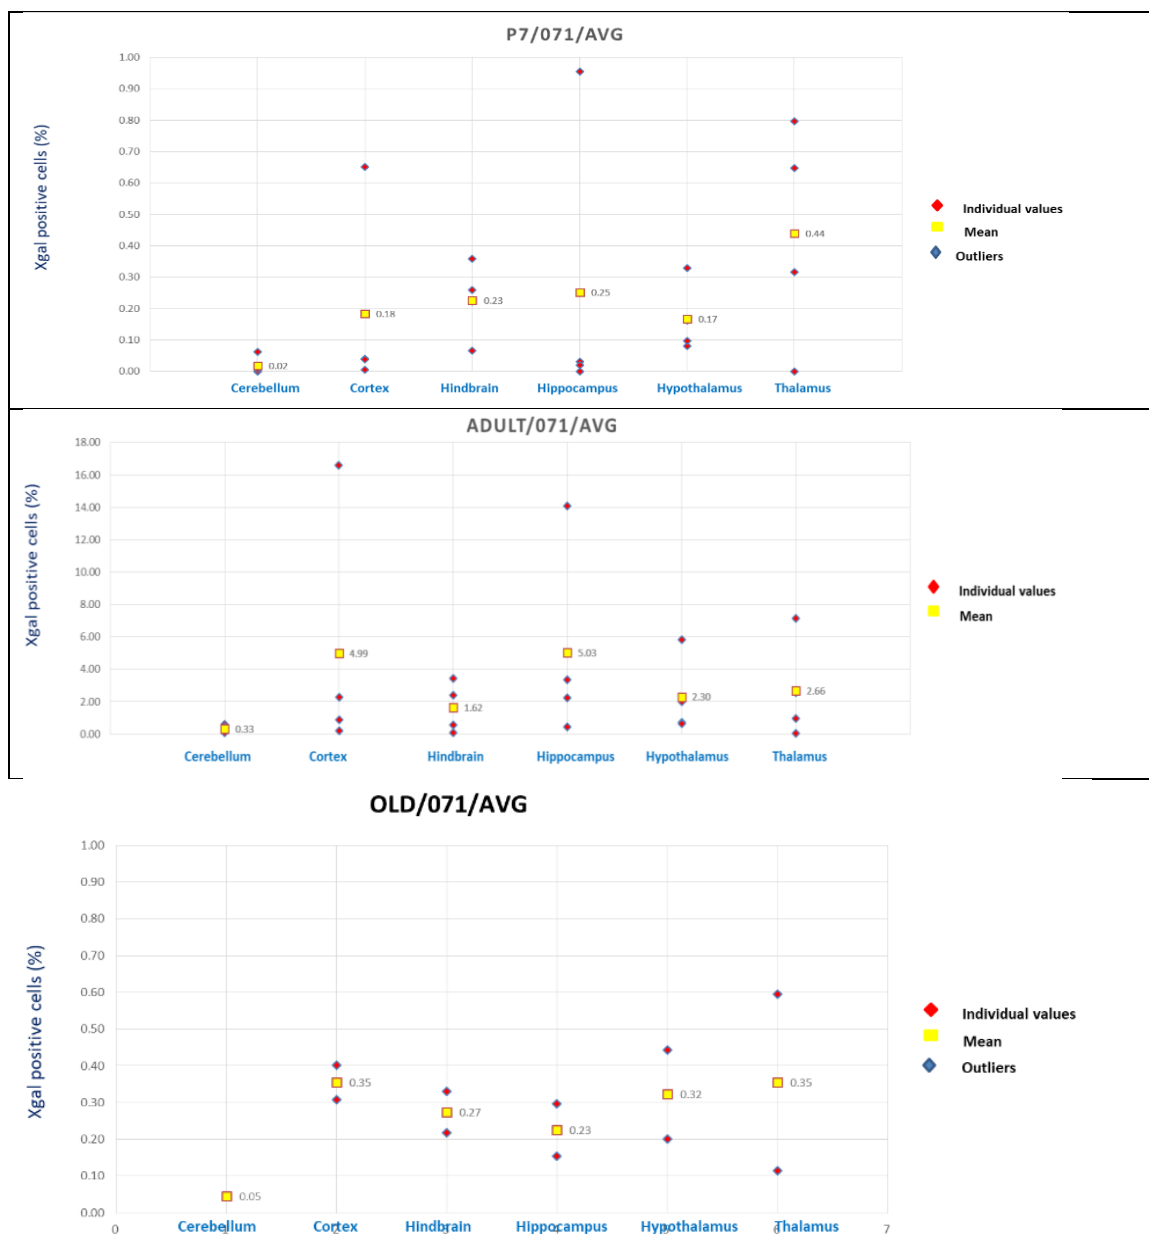 P7/071/AVG
Xgal positive cells (%)
1.00
0.90
0.80
0.70
0.60
0.50
0.40
0.30
0.20
0.10
0.00
0.02
0.18
0.23
0.25
0.17
0.44
Cerebellum Cortex Hindbrain Hippocampus Hypothalamus Thalamus
Individual values
Mean
Outliers
ADULT/071/AVG
Xgal positive cells (%)
18.00
16.00
14.00
12.00
10.00
8.00
6.00
4.00
2.00
0.00
0.33
4.99
1.62
5.03
2.30
2.66
Cerebellum Cortex Hindbrain Hippocampus Hypothalamus Thalamus
Individual values
Mean
OLD/071/AVG
Xgal positive cells (%)
1.00
0.90
0.80
0.70
0.60
0.50
0.40
0.30
0.20
0.10
0.00
0.05
0.35
0.27
0.23
0.32
0.35
0 1 2 3 4 5 6 7
Cerebellum Cortex Hindbrain Hippocampus Hypothalamus Thalamus
Individual values
Mean
Outliers